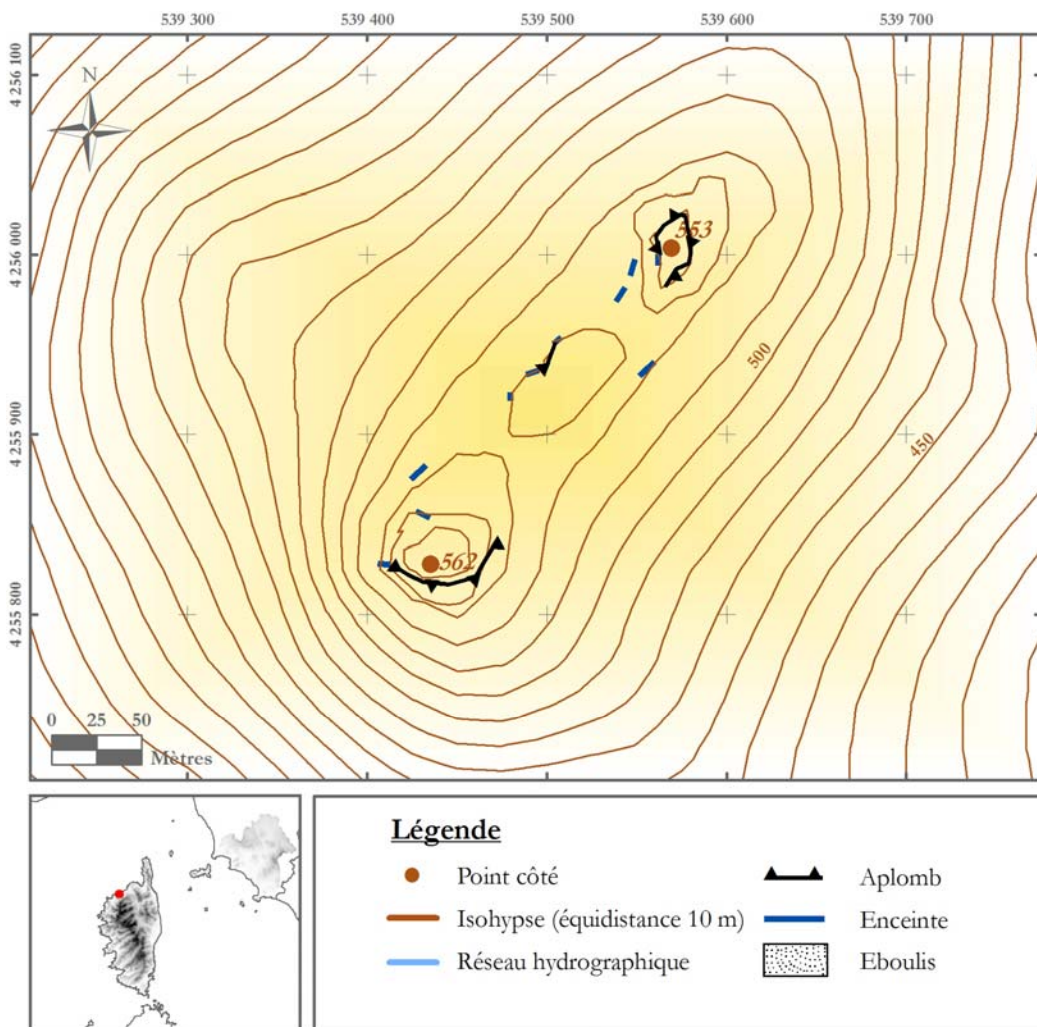 539 300 539 400 539 500 539 600 539 700
4 256 100
N
4 256 000
553
500
4 255 900
450
562
4 255 800
0 25 50
Mètres
Légende
Point côté
Aplomb
Isohypse (équidistance 10 m)
Enceinte
Réseau hydrographique
Eboulis